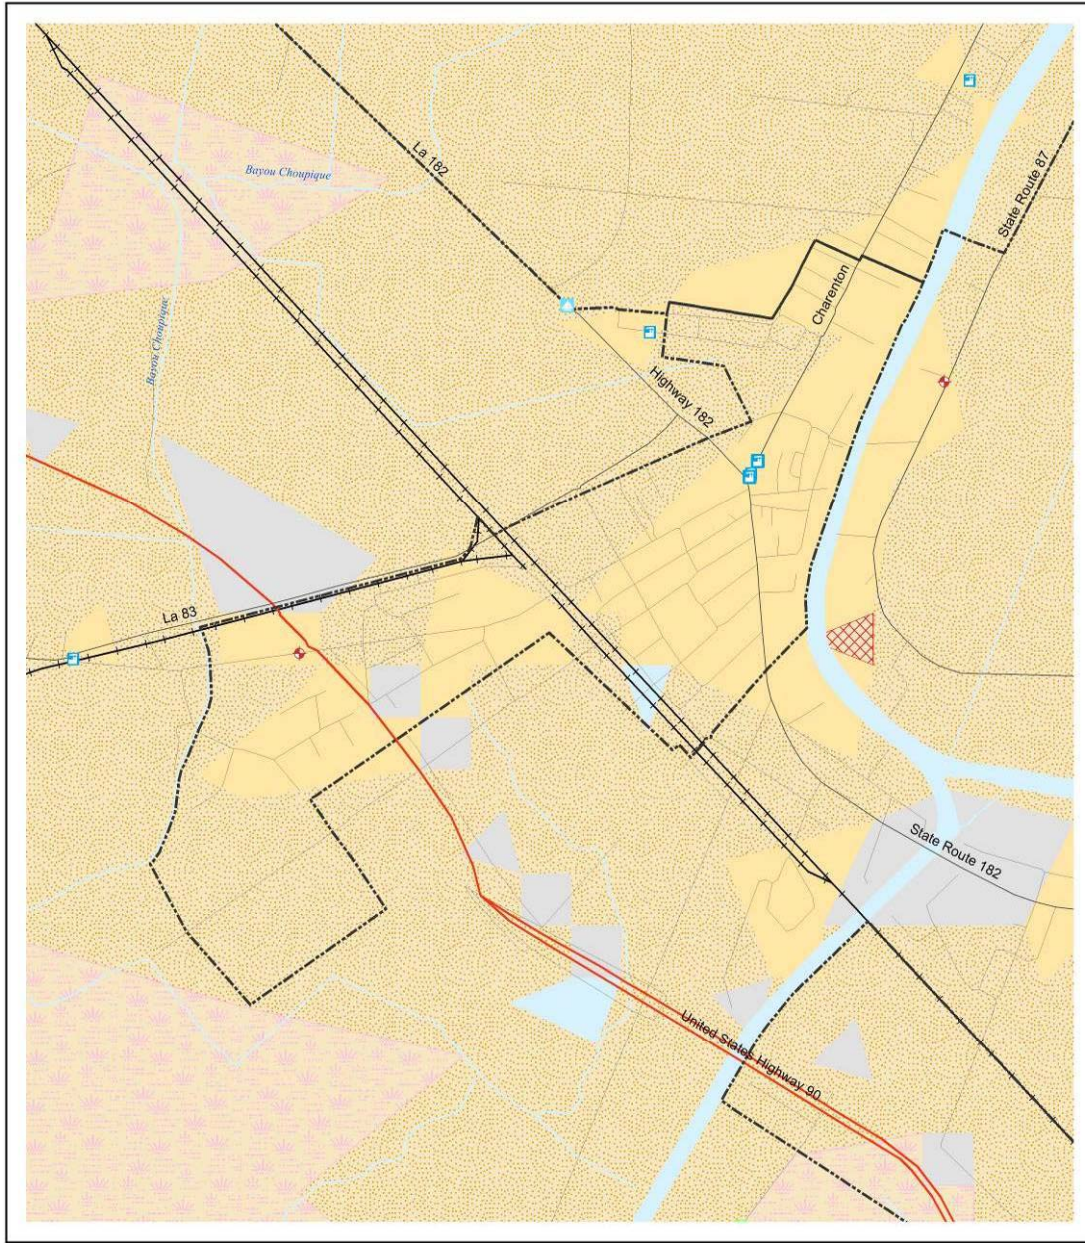 La 182
Bayou Choupique
State Route 87
Charenton
Bayou Choupique
Highway 182
La 83
State Route 182
United States Highway 90